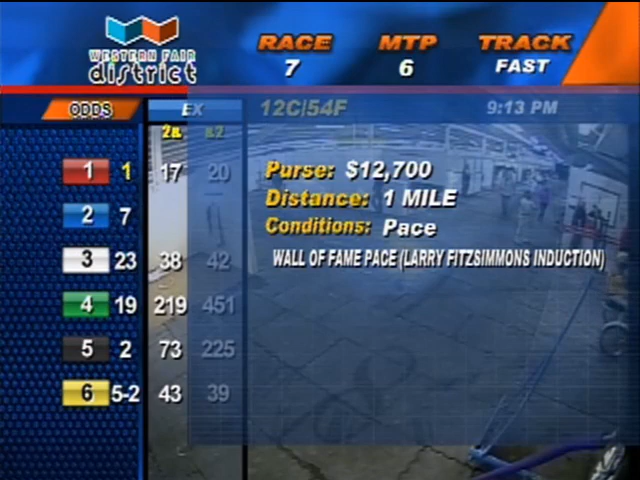 WESTERN FAIR
district
RACE MTP TRACK
7 6 FAST
ODDS EX 12C/54F 9:13 PM
2& &2
1 1 17 20
2 7
3 23 38 42
4 19 219 451
5 2 73 225
6 5-2 43 39
Purse: $12,700
Distance: 1 MILE
Conditions: Pace
WALL OF FAME PACE (LARRY FITZSIMMONS INDUCTION)